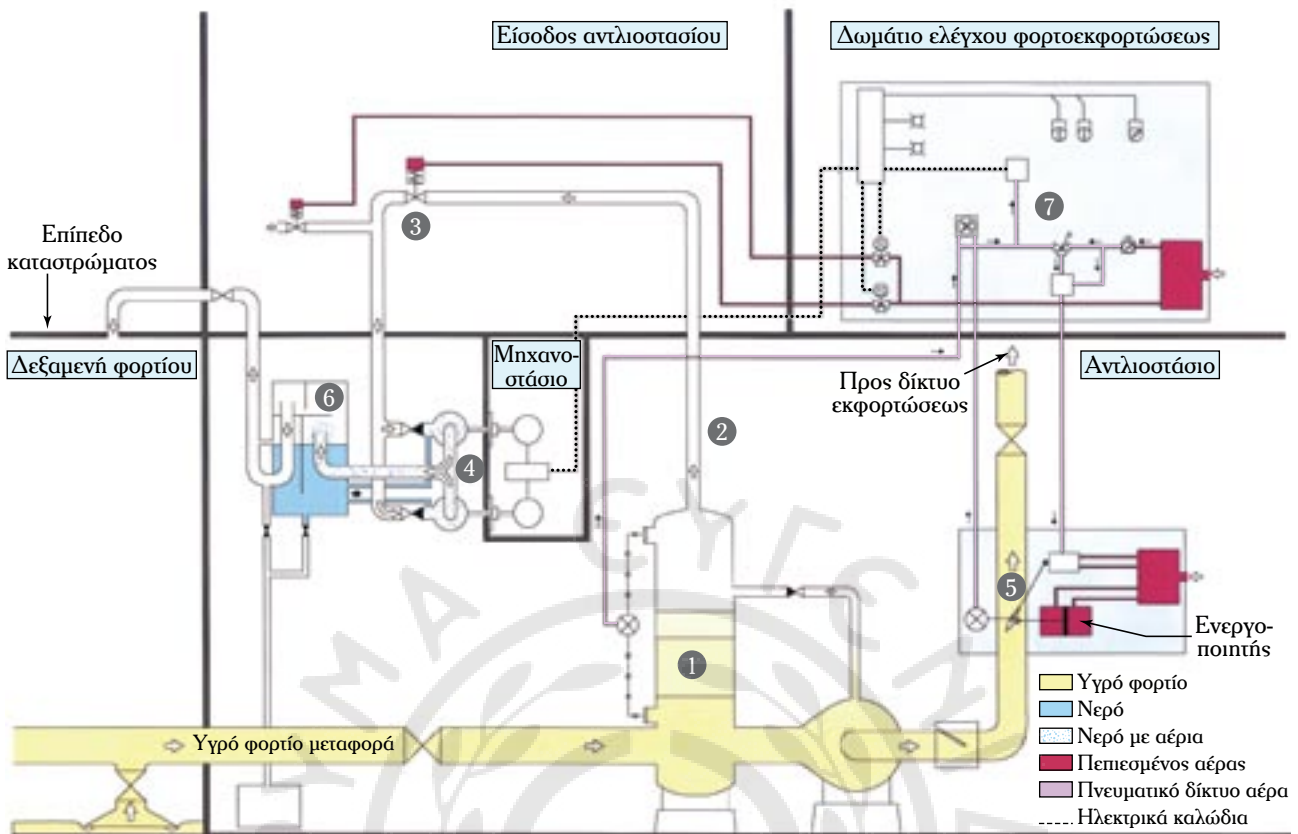 Είσοδος αντλιοστασίου
Δωμάτιο ελέγχου φορτοεκφορτώσεως
7
3
Επίπεδο
καταστρώματος
Δεξαμενή φορτίου
Μηχανο-
στάσιο
Προς δίκτυο
εκφορτώσεως
Αντλιοστάσιο
6
2
4
5
Ενεργο-
ποιητής
1
Υγρό φορτίο μεταφορά
Υγρό φορτίο
Νερό
Νερό με αέρια
Πεπιεσμένος αέρας
Πνευματικό δίκτυο αέρα
Ηλεκτρικά καλώδια